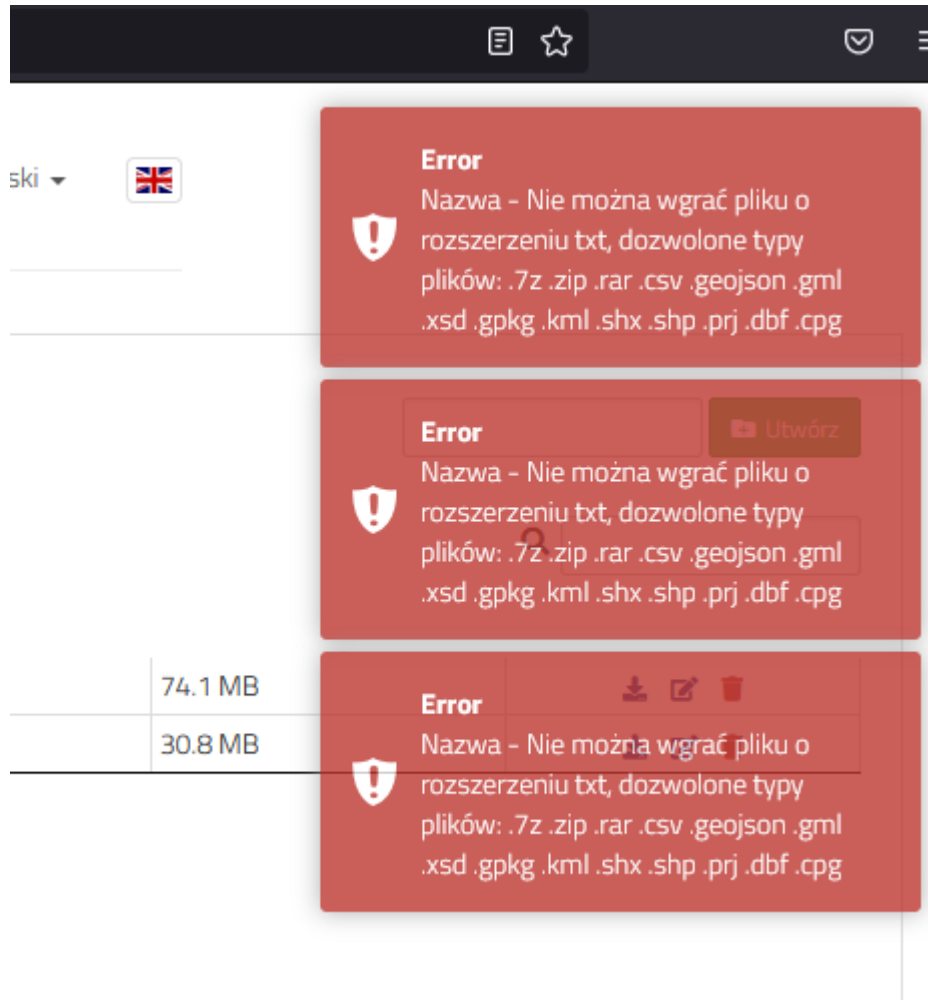 ski
Error
Nazwa - Nie można wgrać pliku o
rozszerzeniu txt, dozwolone typy
plików: .7z .zip .rar .csv .geojson .gml
.xsd .gpkg .kml .shx .shp .prj .dbf .cpg
Utwórz
Error
Nazwa - Nie można wgrać pliku o
rozszerzeniu txt, dozwolone typy
plików: .7z .zip .rar .csv .geojson .gml
.xsd .gpkg .kml .shx .shp .prj .dbf .cpg
74.1 MB
30.8 MB
Error
Nazwa - Nie można wgrać pliku o
rozszerzeniu txt, dozwolone typy
plików: .7z .zip .rar .csv .geojson .gml
.xsd .gpkg .kml .shx .shp .prj .dbf .cpg